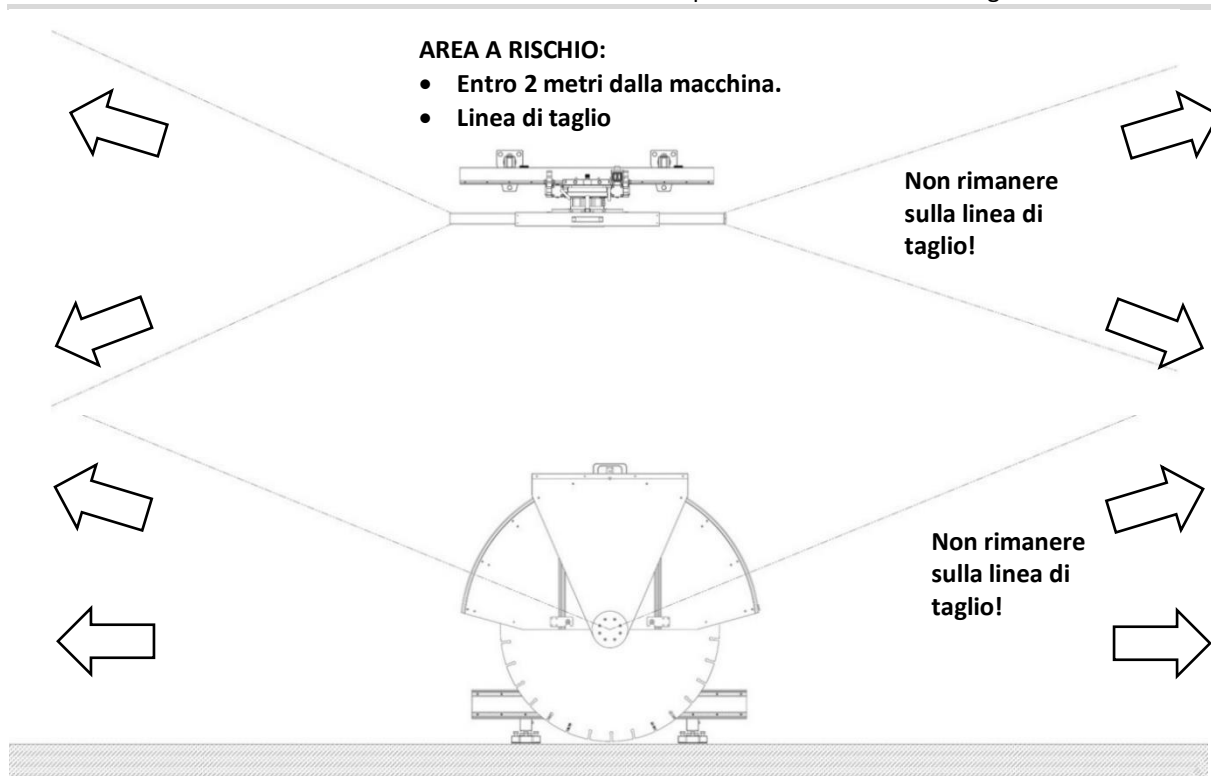 AREA A RISCHIO:
• Entro 2 metri dalla macchina.
• Linea di taglio
Non rimanere
sulla linea di
taglio!
Non rimanere
sulla linea di
taglio!